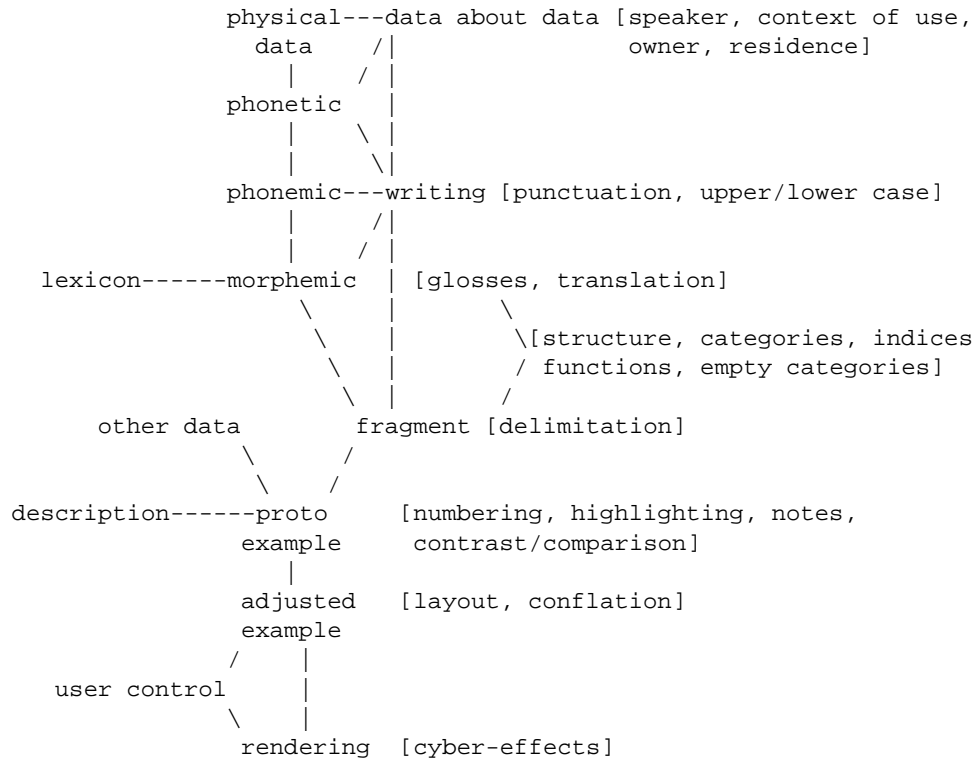 physical---data about data [speaker, context of use,
data owner, residence]
phonetic
phonemic---writing [punctuation, upper/lower case]
lexicon------morphemic [glosses, translation]
[structure, categories, indices
functions, empty categories]
other data fragment [delimitation]
description------proto [numbering, highlighting, notes,
example contrast/comparison]
adjusted [layout, conflation]
example
user control
rendering [cyber-effects]